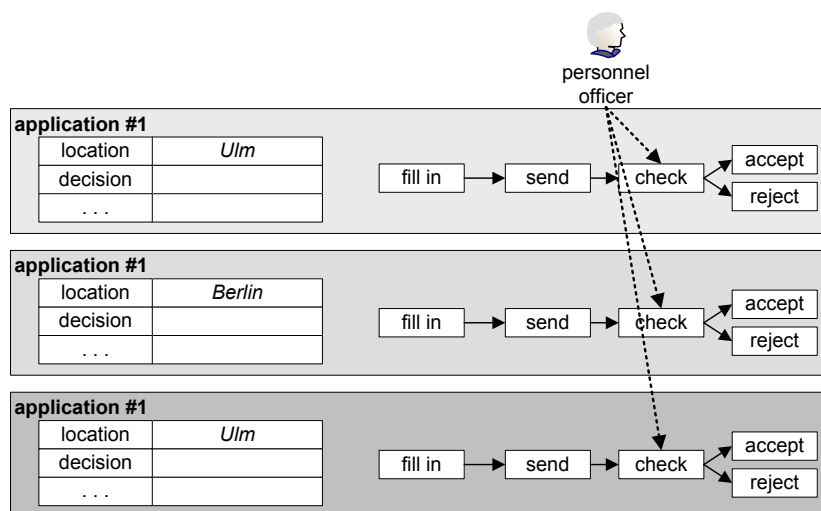 personnel
officer
application #1
location Ulm
decision
. . .
fill in send check accept
reject
application #1
location Berlin
decision
. . .
fill in send check accept
reject
application #1
location Ulm
decision
. . .
fill in send check accept
reject